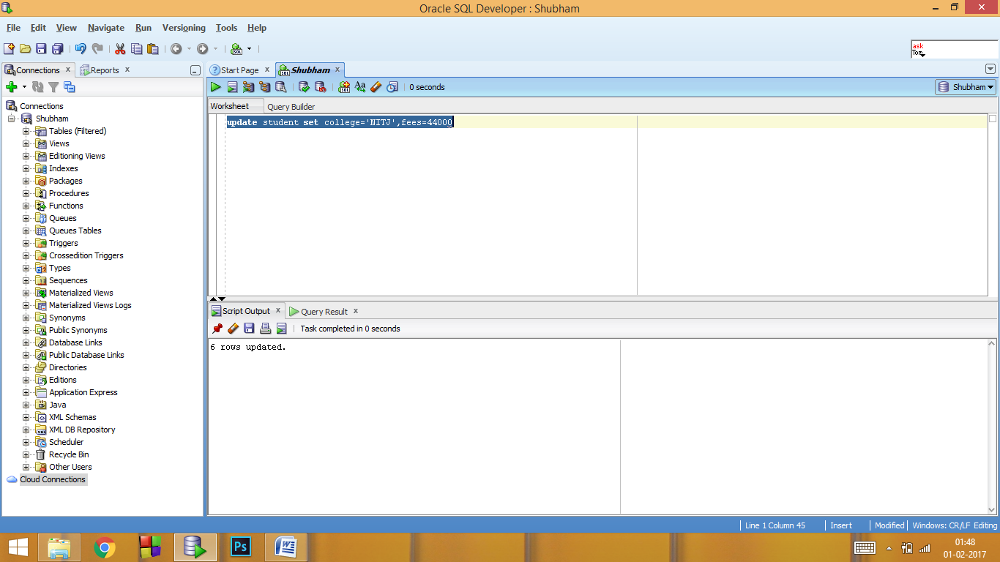 Oracle SQL Developer : Shubham
File Edit View Navigate Run Versioning Tools Help
ask
Tom
Connections x Reports x
Start Page x Shubham x
0 seconds
Shubham
Worksheet Query Builder
update student set college='NITJ',fees=44000
Connections
Shubham
Tables (Filtered)
Views
Editioning Views
Indexes
Packages
Procedures
Functions
Queues
Queues Tables
Triggers
Crossedition Triggers
Types
Sequences
Materialized Views
Materialized Views Logs
Synonyms
Public Synonyms
Database Links
Public Database Links
Directories
Editions
Application Express
Java
XML Schemas
XML DB Repository
Scheduler
Recycle Bin
Other Users
Cloud Connections
Script Output x Query Result x
Task completed in 0 seconds
6 rows updated.
Line 1 Column 45 Insert Modified Windows: CR/LF Editing
Ps
01:48
01-02-2017